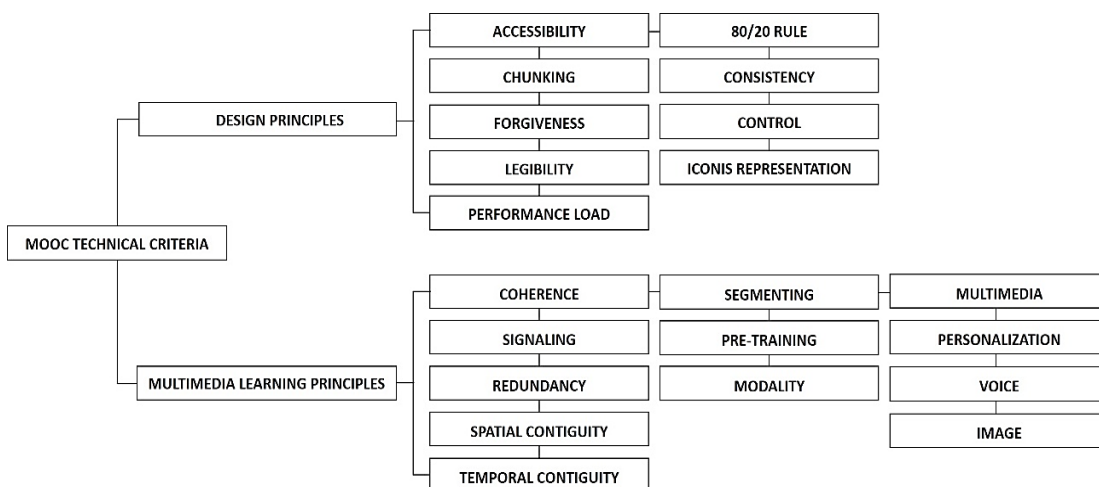 ACCESSIBILITY
80/20 RULE
CHUNKING
CONSISTENCY
DESIGN PRINCIPLES
FORGIVENESS
CONTROL
LEGIBILITY
ICONIS REPRESENTATION
PERFORMANCE LOAD
MOOC TECHNICAL CRITERIA
COHERENCE
SEGMENTING
MULTIMEDIA
SIGNALING
PRE-TRAINING
PERSONALIZATION
MULTIMEDIA LEARNING PRINCIPLES
REDUNDANCY
MODALITY
VOICE
SPATIAL CONTIGUITY
IMAGE
TEMPORAL CONTIGUITY